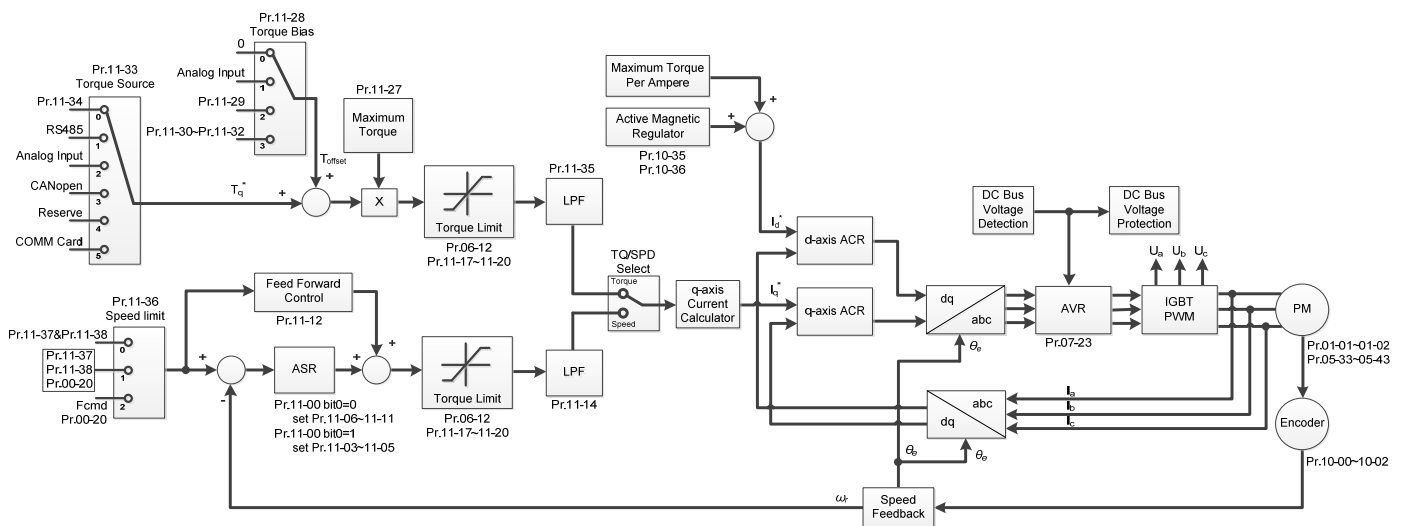 Pr.11-33
Torque Source
Pr.11-34
RS485
Analog Input
CANopen
Reserve
COMM Card
0
1
2
3
4
5
Pr.11-28
Torque Bias
0
Analog Input
Pr.11-29
Pr.11-30~Pr.11-32
0
1
2
3
Toffset
+
Tq*
+
Pr.11-27
Maximum
Torque
X
Torque Limit
Pr.06-12
Pr.11-17~11-20
Pr.11-35
LPF
Maximum Torque
Per Ampere
Active Magnetic
Regulator
Pr.10-35
Pr.10-36
+
+
Pr.11-36
Speed limit
Pr.11-37&Pr.11-38
Pr.11-37
Pr.11-38
Pr.00-20
Fcmd
Pr.00-20
0
1
2
Feed Forward
Control
Pr.11-12
+
-
ASR
Pr.11-00 bit0=0
set Pr.11-06~11-11
Pr.11-00 bit0=1
set Pr.11-03~11-05
+
+
Torque Limit
Pr.06-12
Pr.11-17~11-20
LPF
Pr.11-14
TQ/SPD
Select
Torque
Speed
q-axis
Current
Calculator
Id*
d-axis ACR
Iq*
q-axis ACR
dq
abc
θe
DC Bus
Voltage
Detection
DC Bus
Voltage
Protection
AVR
Pr.07-23
Ua
Ub
Uc
IGBT
PWM
PM
Pr.01-01~01-02
Pr.05-33~05-43
Ia
Ib
Ic
abc
dq
θe
θe
Encoder
Pr.10-00~10-02
ωr
Speed
Feedback